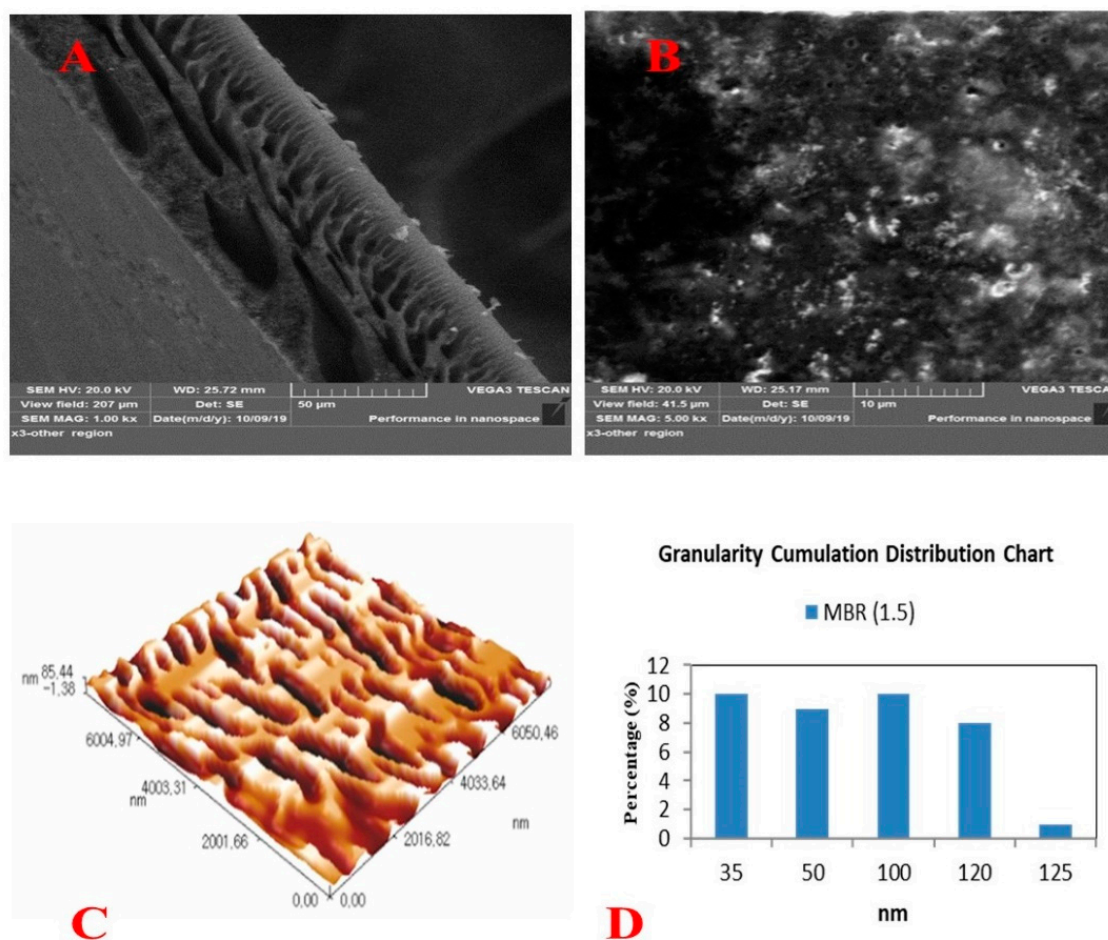 A
SEM HV: 20.0 kV WD: 25.72 mm VEGA3 TESCAN
View field: 207 µm Det: SE 50 µm
SEM MAG: 1.00 kx Date(m/d/y): 10/09/19 Performance in nanospace
x3-other region
B
SEM HV: 20.0 kV WD: 25.17 mm VEGA3 TESCA
View field: 41.5 µm Det: SE 10 µm
SEM MAG: 5.00 kx Date(m/d/y): 10/09/19 Performance in nanospace
x3-other region
nm 85,44
-1,38
6004,97
4003,31
nm
2001,66
0,00
0,00
2016,82
4033,64
6050,46
nm
C
Granularity Cumulation Distribution Chart
MBR (1.5)
Percentage (%)
12
10
8
6
4
2
0
35 50 100 120 125
nm
D